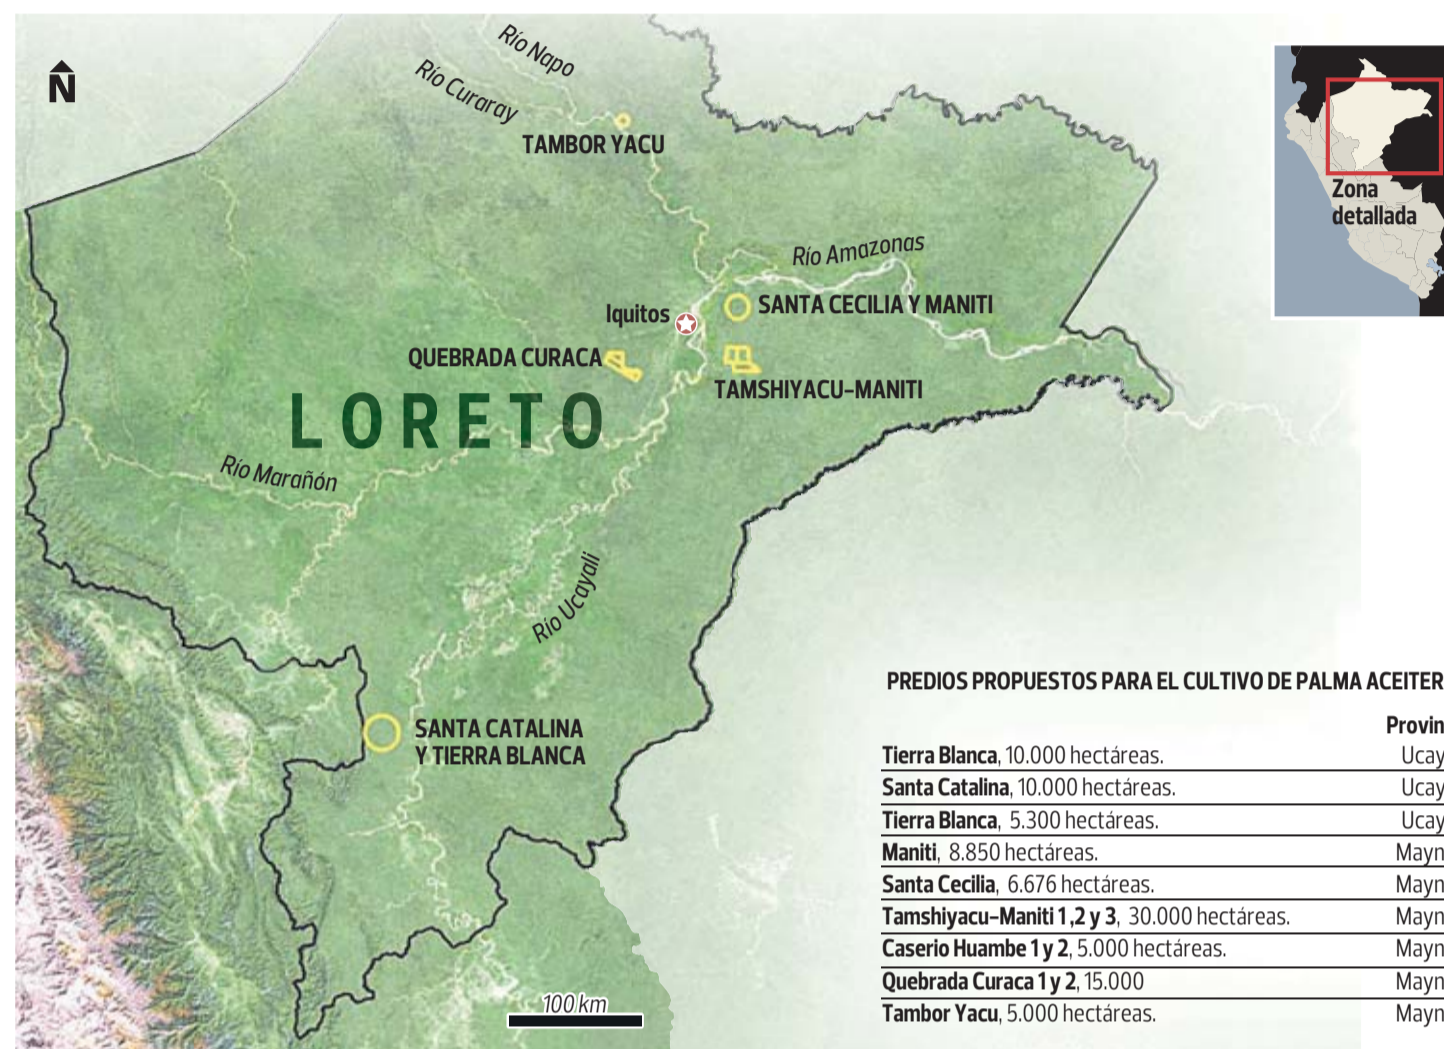 N
Río Napo
Río Curaray
TAMBOR YACU
Río Amazonas
Iquitos
SANTA CECILIA Y MANITI
QUEBRADA CURACA
TAMSHIYACU-MANITI
LORETO
Río Marañón
Río Ucayali
SANTA CATALINA
Y TIERRA BLANCA
100 km
Zona
detallada
PREDIOS PROPUESTOS PARA EL CULTIVO DE PALMA ACEITER
Provin
Tierra Blanca, 10.000 hectáreas. Ucay
Santa Catalina, 10.000 hectáreas. Ucay
Tierra Blanca, 5.300 hectáreas. Ucay
Maniti, 8.850 hectáreas. Mayn
Santa Cecilia, 6.676 hectáreas. Mayn
Tamshiyacu-Maniti 1,2 y 3, 30.000 hectáreas. Mayn
Caserio Huambe 1 y 2, 5.000 hectáreas. Mayn
Quebrada Curaca 1 y 2, 15.000 Mayn
Tambor Yacu, 5.000 hectáreas. Mayn